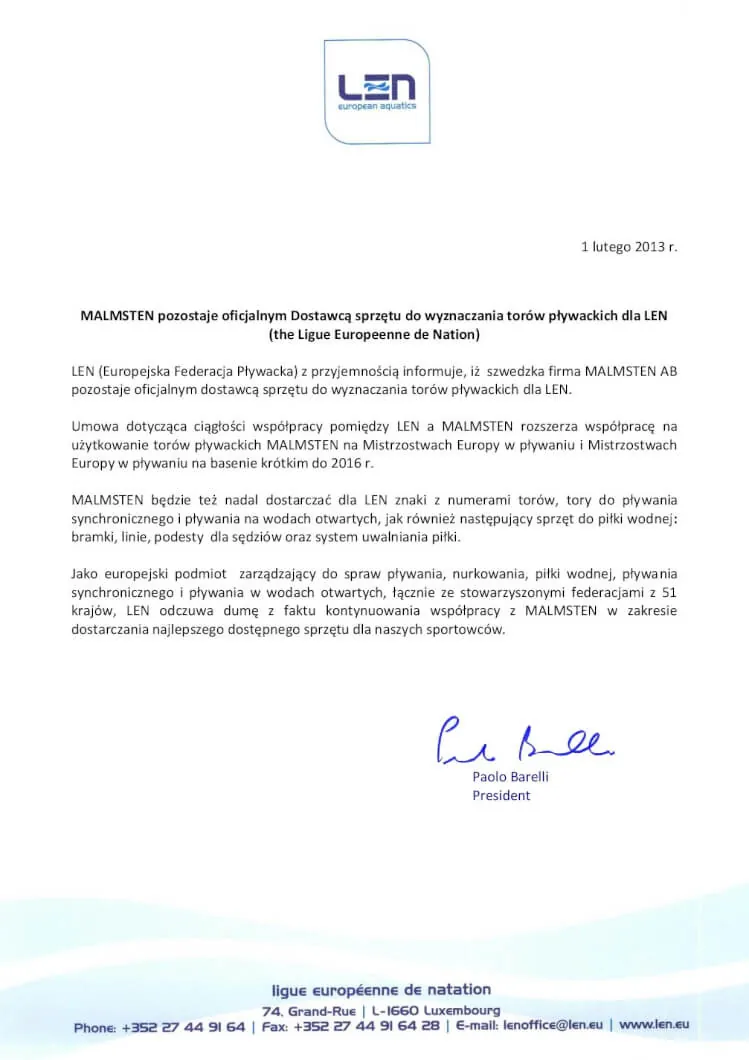 LEN
european aquatics
1 lutego 2013 r.
MALMSTEN pozostaje oficjalnym Dostawcą sprzętu do wyznaczania torów pływackich dla LEN
(the Ligue Europeenne de Nation)
LEN (Europejska Federacja Pływacka) z przyjemnością informuje, iż szwedzka firma MALMSTEN AB
pozostaje oficjalnym dostawcą sprzętu do wyznaczania torów pływackich dla LEN.
Umowa dotycząca ciągłości współpracy pomiędzy LEN a MALMSTEN rozszerza współpracę na
użytkowanie torów pływackich MALMSTEN na Mistrzostwach Europy w pływaniu i Mistrzostwach
Europy w pływaniu na basenie krótkim do 2016 r.
MALMSTEN będzie też nadal dostarczać dla LEN znaki z numerami torów, tory do pływania
synchronicznego i pływania na wodach otwartych, jak również następujący sprzęt do piłki wodnej:
bramki, linie, podesty dla sędziów oraz system uwalniania piłki.
Jako europejski podmiot zarządzający do spraw pływania, nurkowania, piłki wodnej, pływania
synchronicznego i pływania w wodach otwartych, łącznie ze stowarzyszonymi federacjami z 51
krajów, LEN odczuwa dumę z faktu kontynuowania współpracy z MALMSTEN w zakresie
dostarczania najlepszego dostępnego sprzętu dla naszych sportowców.
Paolo Barelli
President
ligue européenne de natation
74, Grand-Rue | L-1660 Luxembourg
Phone: +352 27 44 91 64 | Fax: +352 27 44 91 64 28 | E-mail: lenoffice@len.eu | www.len.eu